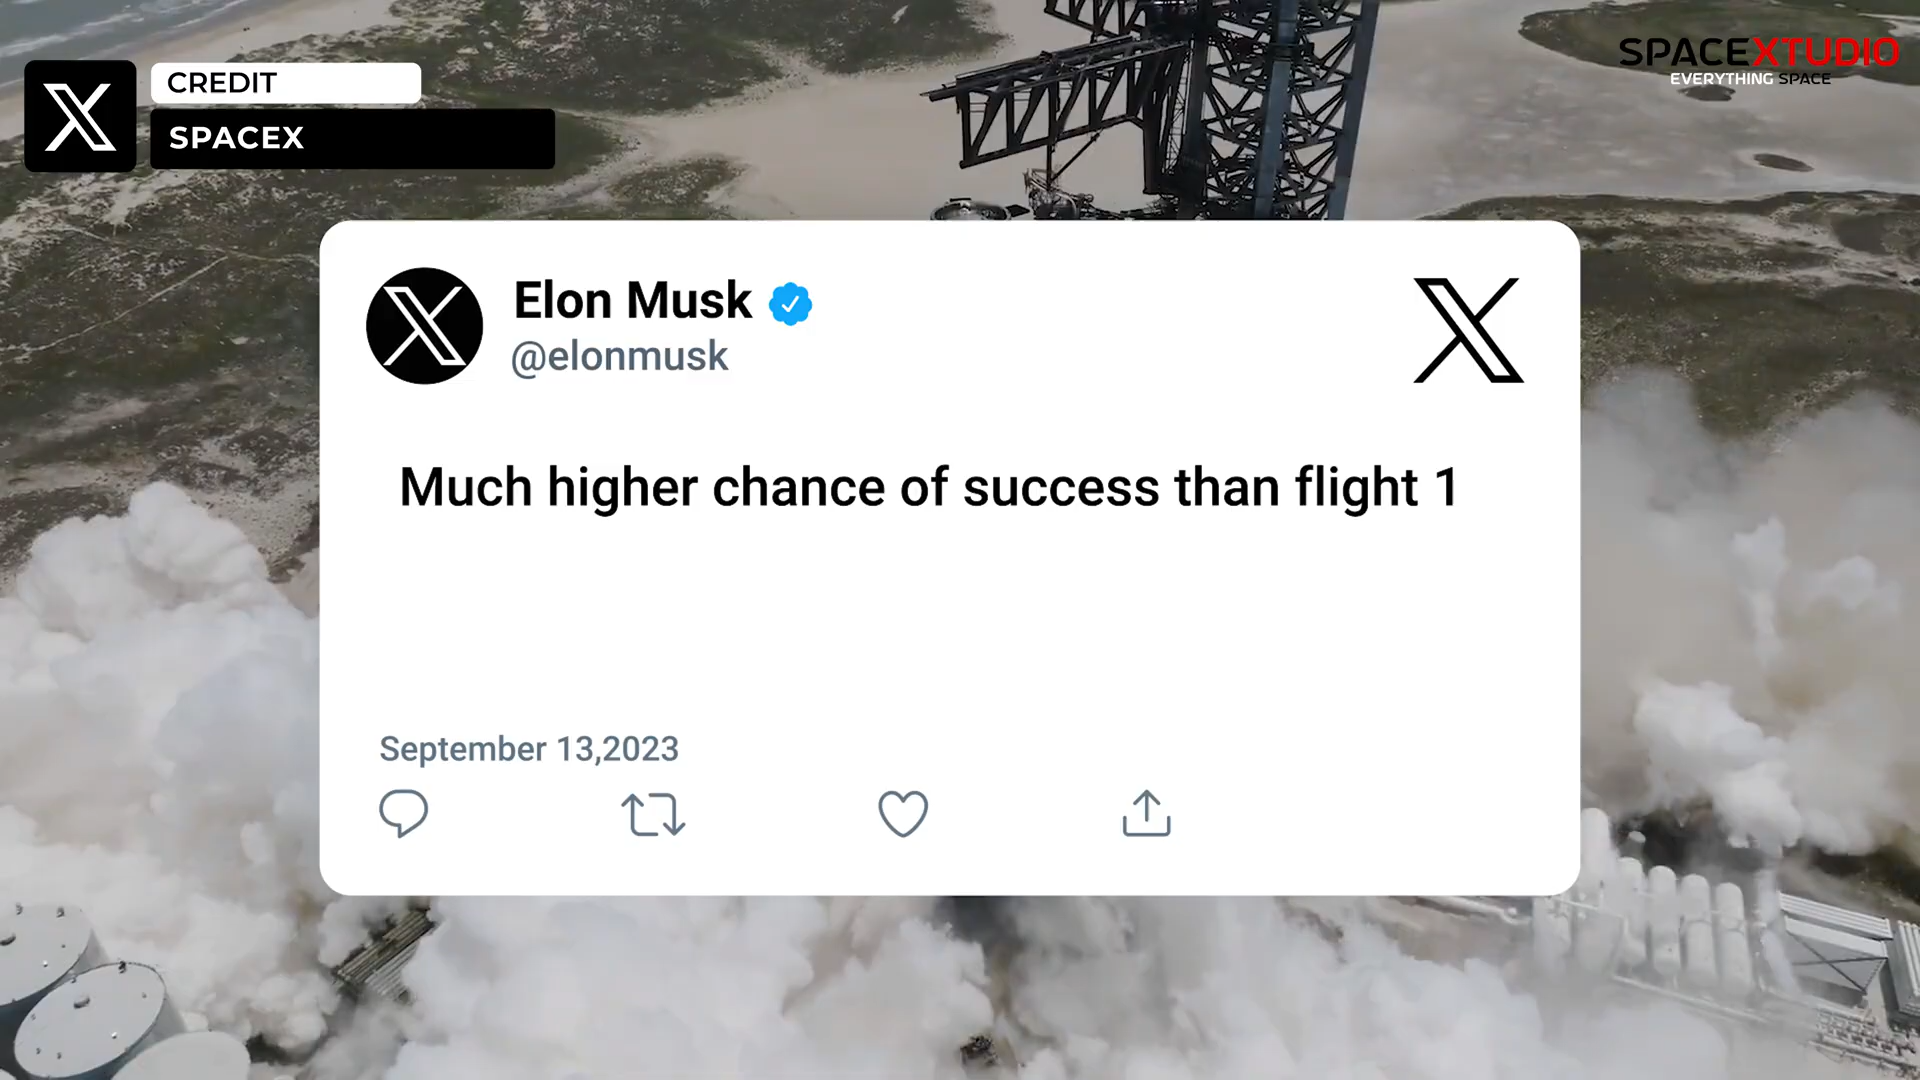 CREDIT
SPACEX
SPACEXTUDIO
EVERYTHING SPACE
Elon Musk
@elonmusk
Much higher chance of success than flight 1
September 13,2023